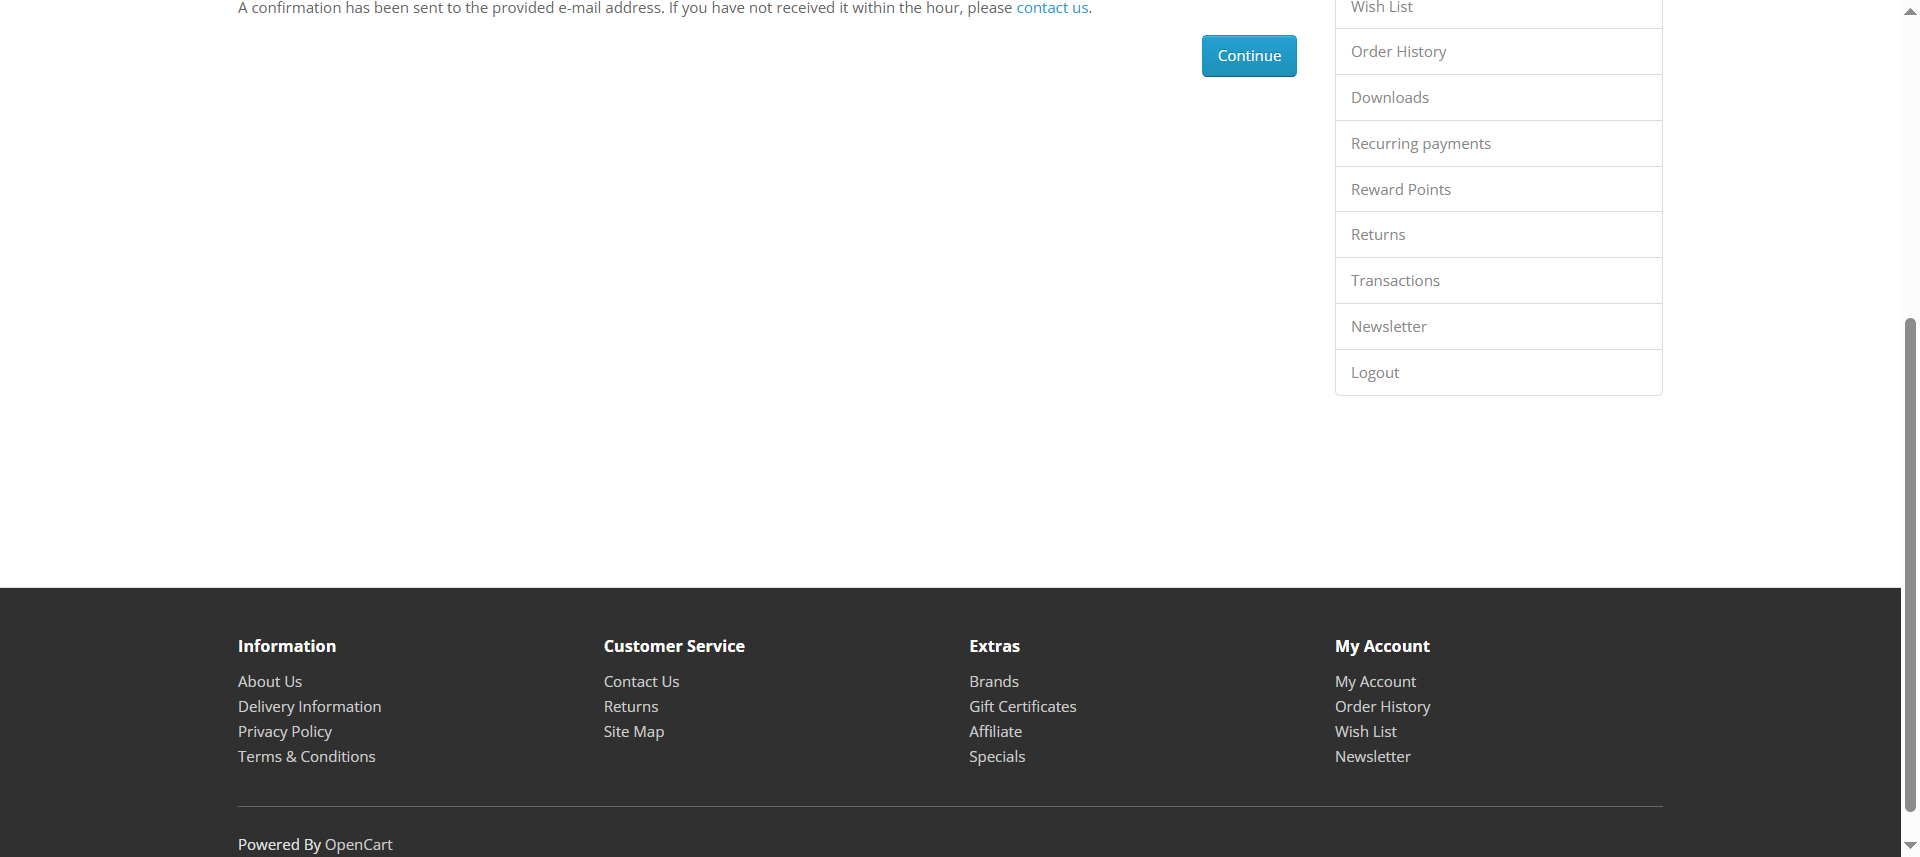 A confirmation has been sent to the provided e-mail address. If you have not received it within the hour, please contact us.
Continue
Wish List
Order History
Downloads
Recurring payments
Reward Points
Returns
Transactions
Newsletter
Logout
Information
About Us
Delivery Information
Privacy Policy
Terms & Conditions
Customer Service
Contact Us
Returns
Site Map
Extras
Brands
Gift Certificates
Affiliate
Specials
My Account
My Account
Order History
Wish List
Newsletter
Powered By OpenCart